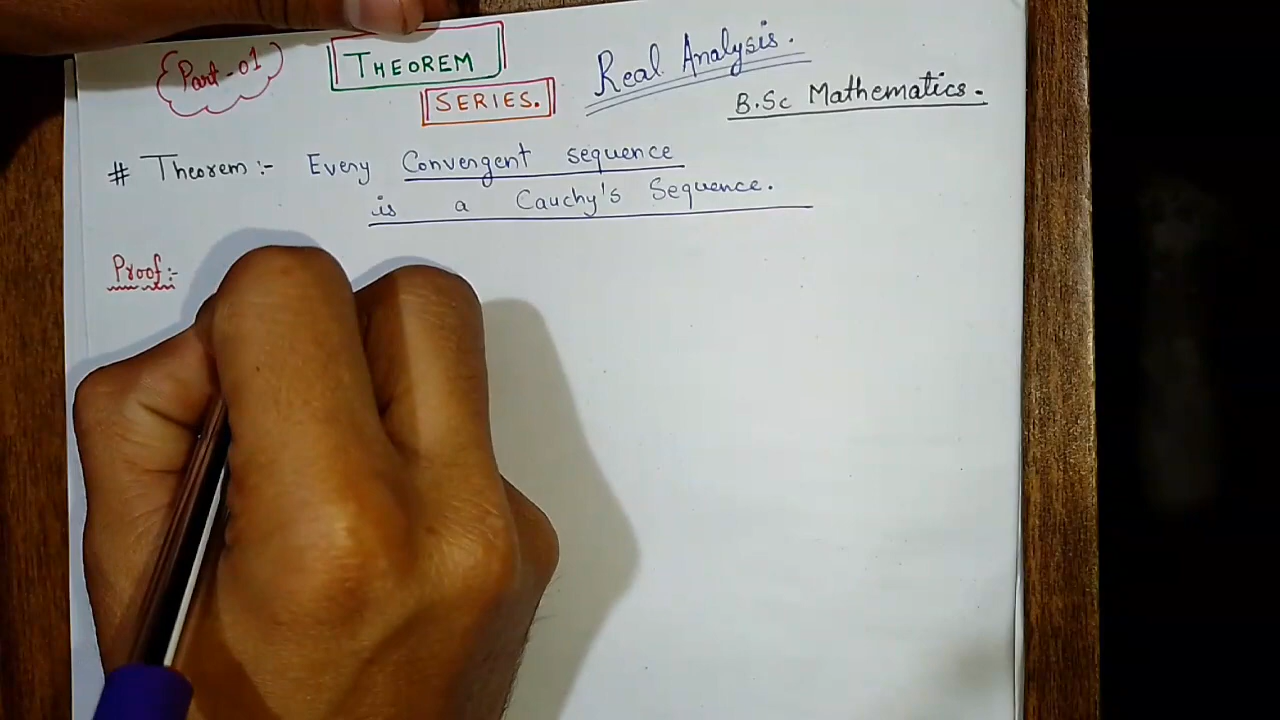 Part-01
THEOREM
SERIES.
Real Analysis.
B.Sc Mathematics.
# Theorem:- Every Convergent sequence
is a Cauchy's Sequence.
Proof:-